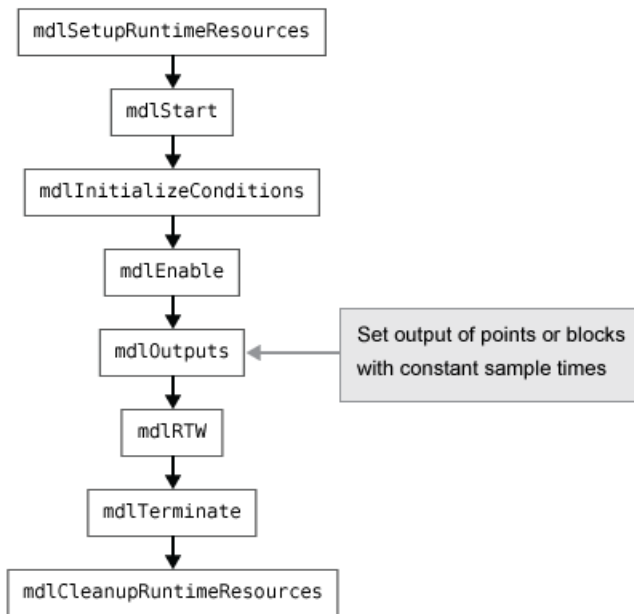 mdlSetupRuntimeResources
mdlStart
mdlInitializeConditions
mdlEnable
mdlOutputs
Set output of points or blocks
with constant sample times
mdlRTW
mdlTerminate
mdlCleanupRuntimeResources